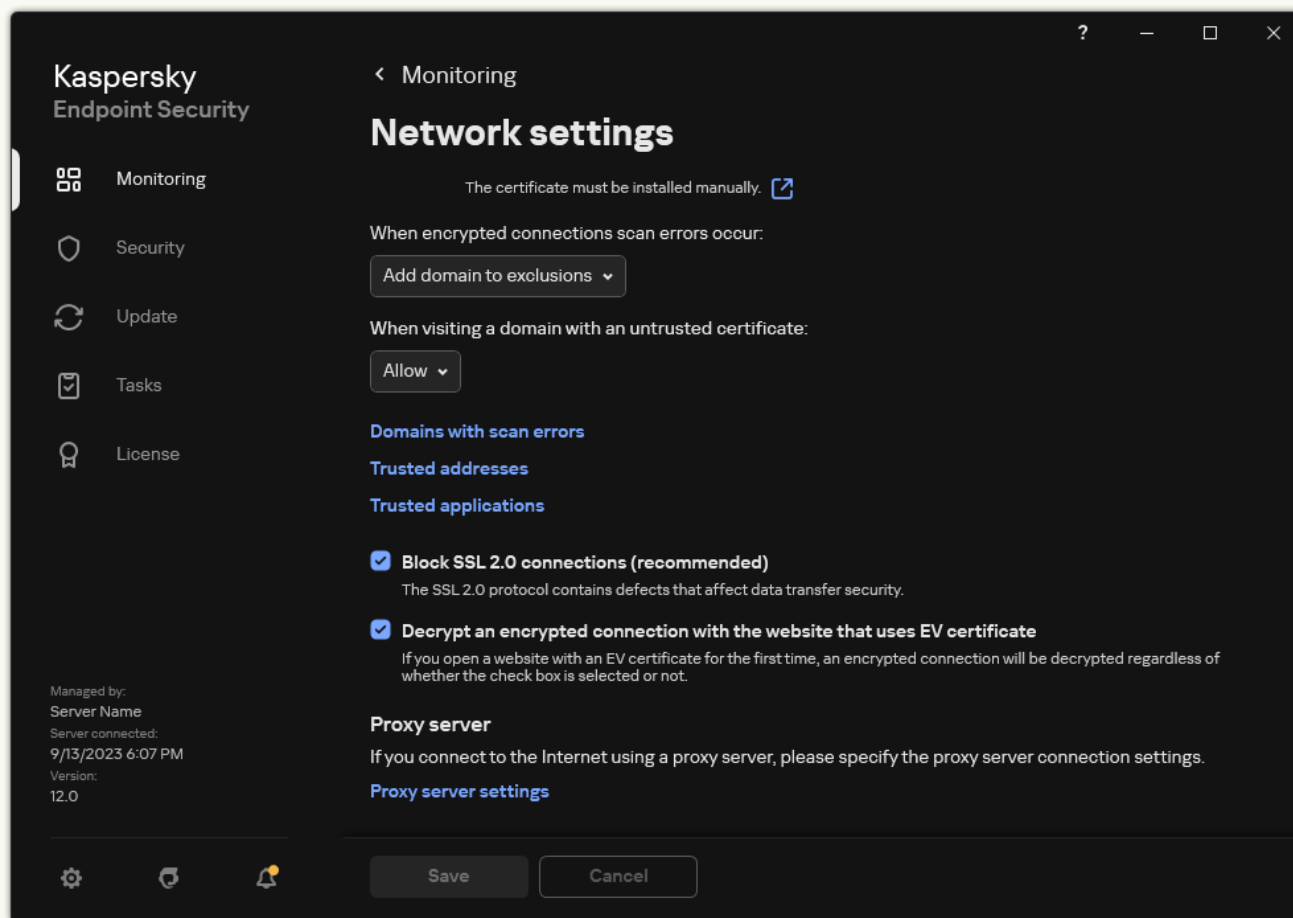 ?
Kaspersky
Endpoint Security
Monitoring
Security
Update
Tasks
License
Managed by:
Server Name
Server connected:
9/13/2023 6:07 PM
Version:
12.0
Monitoring
Network settings
The certificate must be installed manually.
When encrypted connections scan errors occur:
Add domain to exclusions
When visiting a domain with an untrusted certificate:
Allow
Domains with scan errors
Trusted addresses
Trusted applications
Block SSL 2.0 connections (recommended)
The SSL 2.0 protocol contains defects that affect data transfer security.
Decrypt an encrypted connection with the website that uses EV certificate
If you open a website with an EV certificate for the first time, an encrypted connection will be decrypted regardless of
whether the check box is selected or not.
Proxy server
If you connect to the Internet using a proxy server, please specify the proxy server connection settings.
Proxy server settings
Save
Cancel